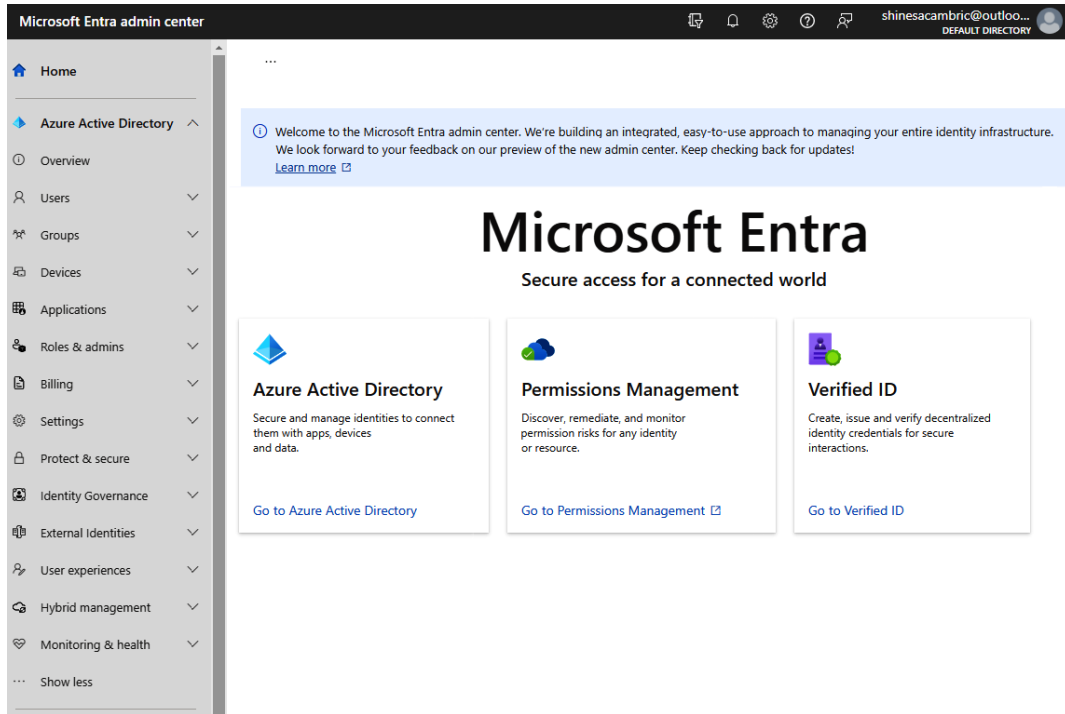 Microsoft Entra admin center
shinesacambric@outloo...
DEFAULT DIRECTORY
Home
Azure Active Directory
Overview
Users
Groups
Devices
Applications
Roles & admins
Billing
Settings
Protect & secure
Identity Governance
External Identities
User experiences
Hybrid management
Monitoring & health
Show less
...
Welcome to the Microsoft Entra admin center. We're building an integrated, easy-to-use approach to managing your entire identity infrastructure.
We look forward to your feedback on our preview of the new admin center. Keep checking back for updates!
Learn more
Microsoft Entra
Secure access for a connected world
Azure Active Directory
Secure and manage identities to connect
them with apps, devices
and data.
Go to Azure Active Directory
Permissions Management
Discover, remediate, and monitor
permission risks for any identity
or resource.
Go to Permissions Management
Verified ID
Create, issue and verify decentralized
identity credentials for secure
interactions.
Go to Verified ID